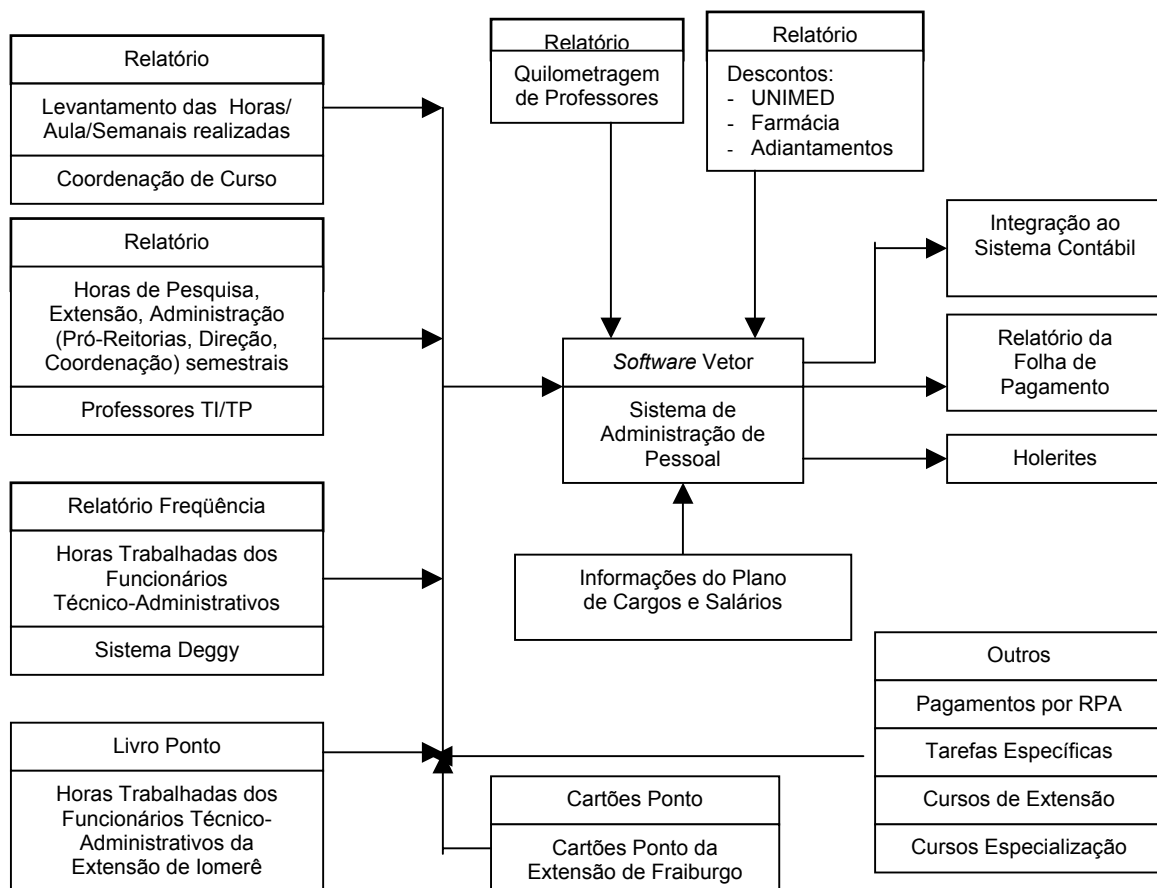 Relatório
Levantamento das Horas/
Aula/Semanais realizadas
Coordenação de Curso
Relatório
Horas de Pesquisa,
Extensão, Administração
(Pró-Reitorias, Direção,
Coordenação) semestrais
Professores TI/TP
Relatório Freqüência
Horas Trabalhadas dos
Funcionários
Técnico-Administrativos
Sistema Deggy
Livro Ponto
Horas Trabalhadas dos
Funcionários Técnico-
Administrativos da
Extensão de Iomerê
Relatório
Quilometragem
de Professores
Relatório
Descontos:
- UNIMED
- Farmácia
- Adiantamentos
Software Vetor
Sistema de
Administração de
Pessoal
Informações do Plano
de Cargos e Salários
Cartões Ponto
Cartões Ponto da
Extensão de Fraiburgo
Integração ao
Sistema Contábil
Relatório da
Folha de
Pagamento
Holerites
Outros
Pagamentos por RPA
Tarefas Específicas
Cursos de Extensão
Cursos Especialização